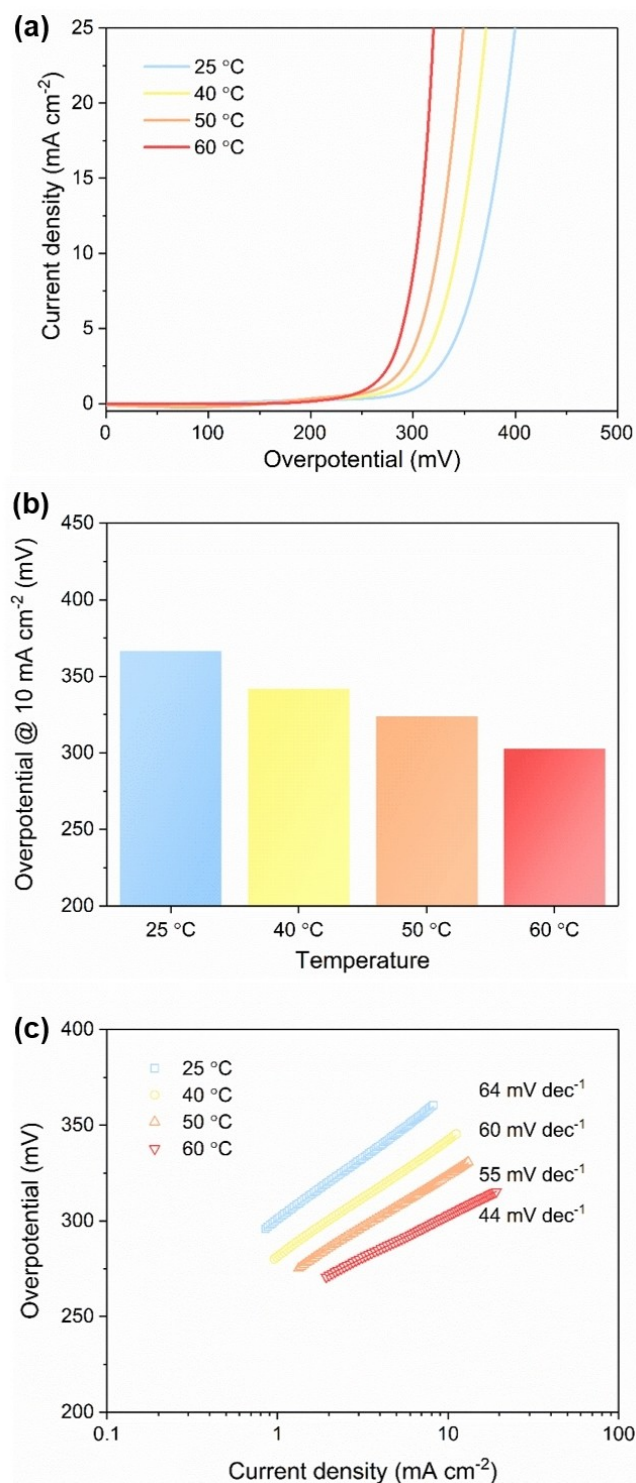 (a)
25
20
15
10
5
0
Current density (mA cm⁻²)
25 °C
40 °C
50 °C
60 °C
0 100 200 300 400 500
Overpotential (mV)
(b)
450
400
350
300
250
200
Overpotential @ 10 mA cm⁻² (mV)
25 °C 40 °C 50 °C 60 °C
Temperature
(c)
400
350
300
250
200
Overpotential (mV)
25 °C
40 °C
50 °C
60 °C
64 mV dec⁻¹
60 mV dec⁻¹
55 mV dec⁻¹
44 mV dec⁻¹
0.1 1 10 100
Current density (mA cm⁻²)